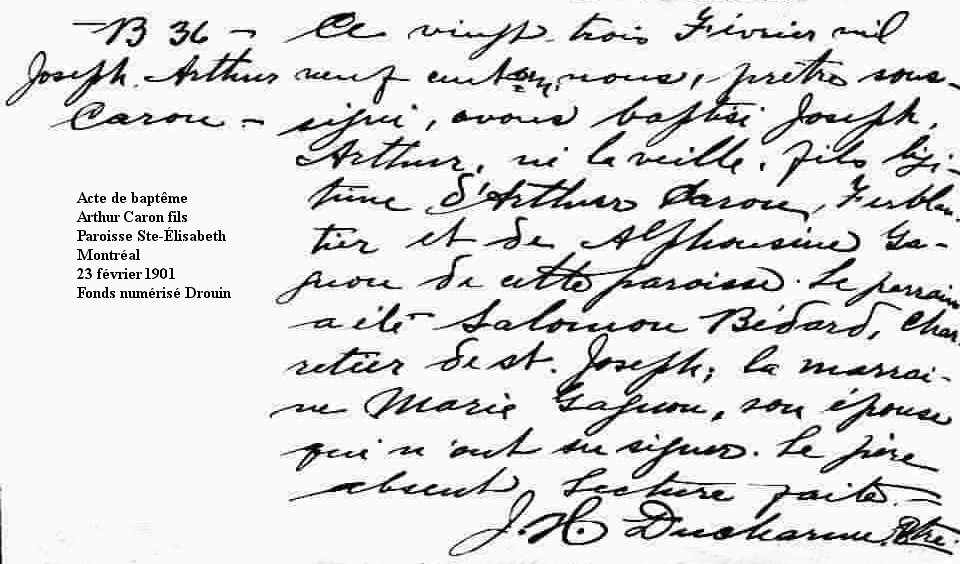 B 36 - Ce vingt-trois Février mil
Joseph. Arthur neuf cent un, nous, prêtre sous-
Caron - signé, avons baptisé Joseph,
Arthur, né la veille, fils légi-
time d'Arthur Caron, Ferblan-
tier et de Alphonsine Ga-
gnon de cette paroisse. Le parrain
a été Salomon Bédard, char-
retier de St. Joseph; la marrai-
ne Marie Gagnon, son épouse
qui n'ont su signer. Le père
absent, Lecture faite.-
J. H. Ducharme, Ptre.
Acte de baptême
Arthur Caron fils
Paroisse Ste-Élisabeth
Montréal
23 février 1901
Fonds numérisé Drouin